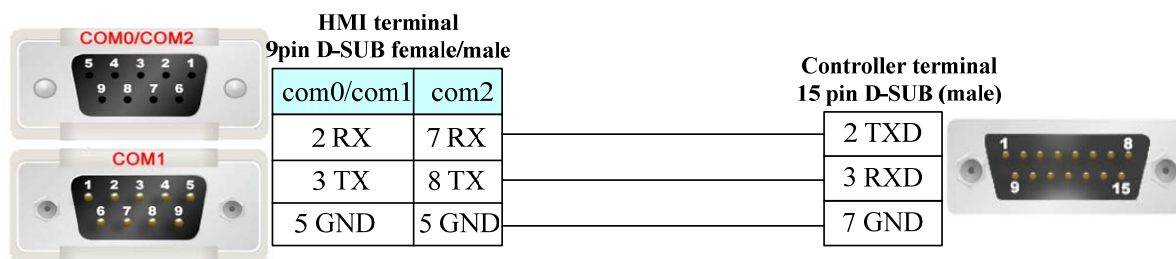 HMI terminal
9pin D-SUB female/male
COM0/COM2
5 4 3 2 1
9 8 7 6
COM1
1 2 3 4 5
6 7 8 9
com0/com1 com2
2 RX 7 RX
3 TX 8 TX
5 GND 5 GND
Controller terminal
15 pin D-SUB (male)
2 TXD
3 RXD
7 GND
1 8
9 15